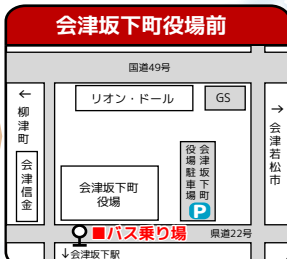 会津坂下町役場前
国道49号
←柳津町
リオン・ドール
GS
→会津若松市
会津信金
会津坂下町
役場
会津坂下町
役場駐車場
P
■バス乗り場
県道22号
↓会津坂下駅